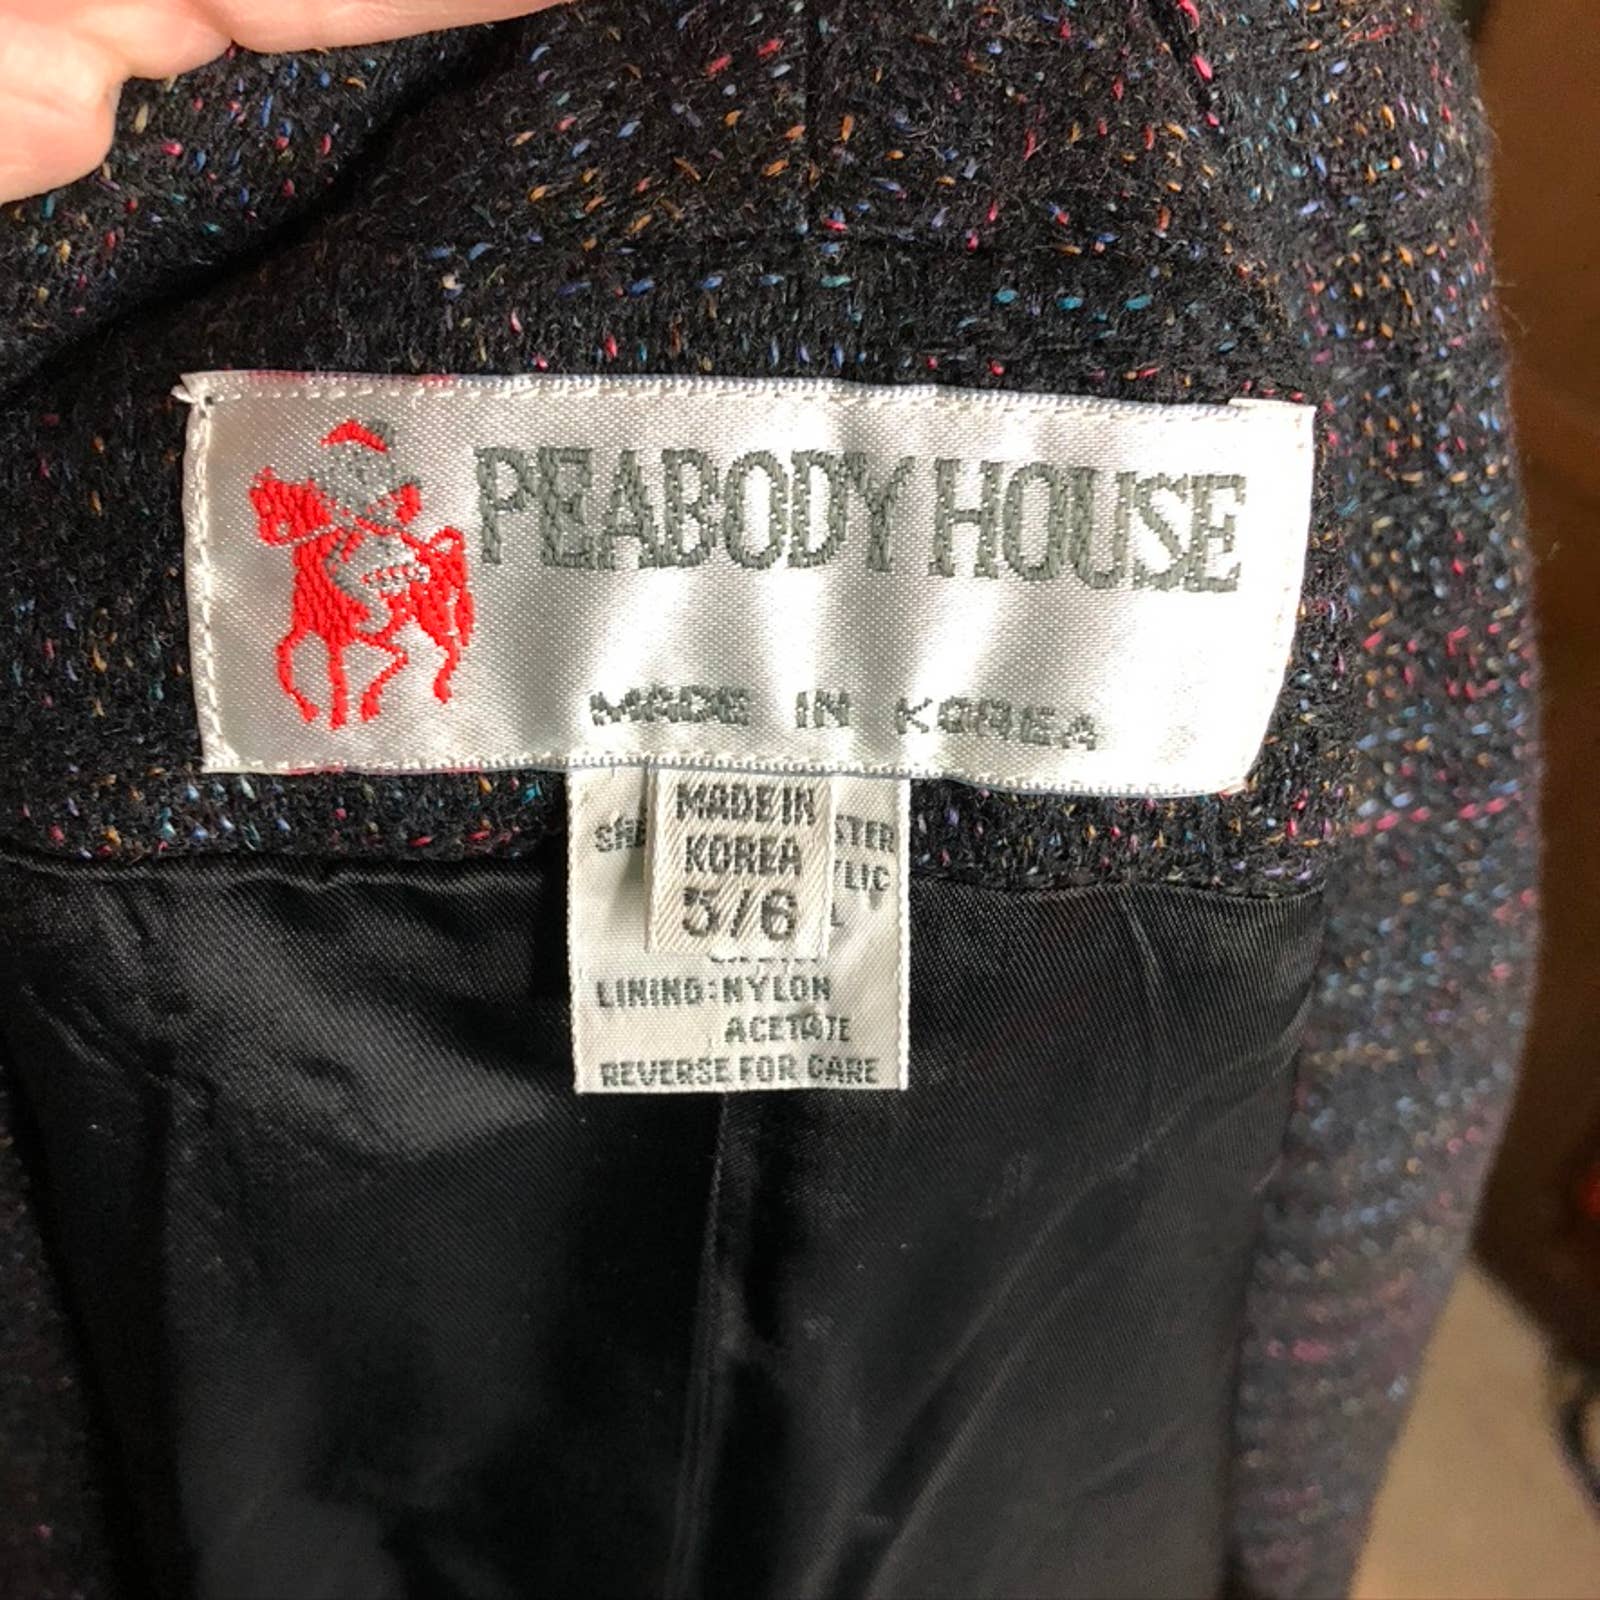 PEABODY HOUSE
MADE IN KOREA
MADE IN
KOREA
5/6
LINING: NYLON
ACETATE
REVERSE FOR CARE